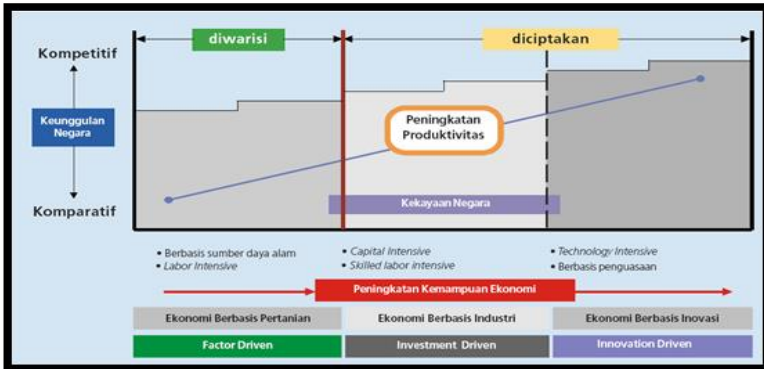 diwarisi
diciptakan
Kompetitif
Keunggulan
Negara
Komparatif
Peningkatan
Produktivitas
Kekayaan Negara
• Berbasis sumber daya alam
• Labor Intensive
• Capital Intensive
• Skilled labor intensive
• Technology Intensive
• Berbasis penguasaan
Peningkatan Kemampuan Ekonomi
Ekonomi Berbasis Pertanian
Ekonomi Berbasis Industri
Ekonomi Berbasis Inovasi
Factor Driven
Investment Driven
Innovation Driven